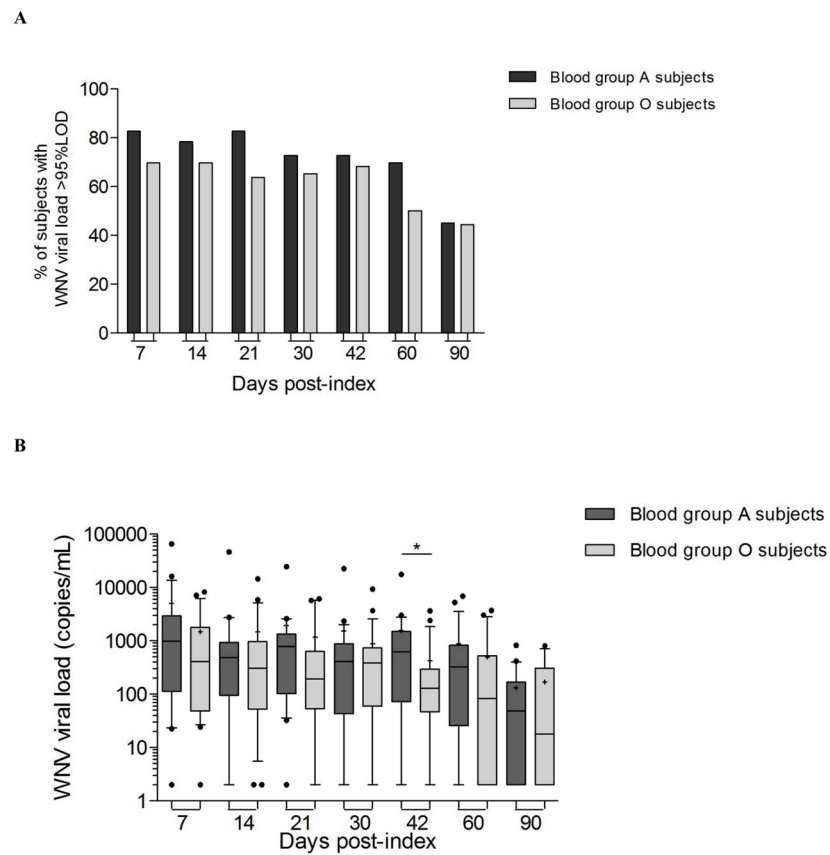 A
Blood group A subjects
Blood group O subjects
% of subjects with
WNV viral load >95%LOD
100
80
60
40
20
0
7 14 21 30 42 60 90
Days post-index
B
Blood group A subjects
Blood group O subjects
WNV viral load (copies/mL)
100000
10000
1000
100
10
1
*
7 14 21 30 42 60 90
Days post-index